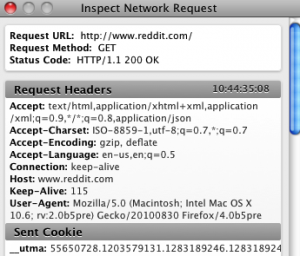 Inspect Network Request
Request URL: http://www.reddit.com/
Request Method: GET
Status Code: HTTP/1.1 200 OK
Request Headers 10:44:35:08
Accept: text/html,application/xhtml+xml,application
/xml;q=0.9,*/*;q=0.8,application/json
Accept-Charset: ISO-8859-1,utf-8;q=0.7,*;q=0.7
Accept-Encoding: gzip, deflate
Accept-Language: en-us,en;q=0.5
Connection: keep-alive
Host: www.reddit.com
Keep-Alive: 115
User-Agent: Mozilla/5.0 (Macintosh; Intel Mac OS X
10.6; rv:2.0b5pre) Gecko/20100830 Firefox/4.0b5pre
Sent Cookie
__utma: 55650728.1203579131.1283189246.128318924